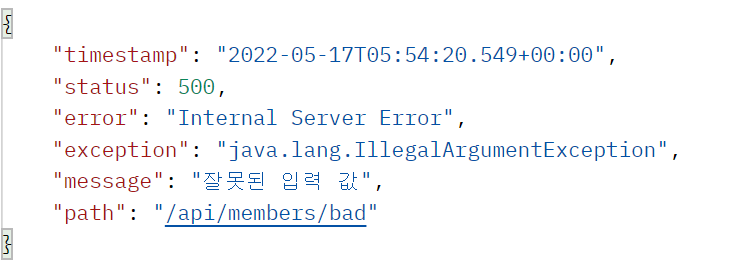 {
"timestamp": "2022-05-17T05:54:20.549+00:00",
"status": 500,
"error": "Internal Server Error",
"exception": "java.lang.IllegalArgumentException",
"message": "잘못된 입력 값",
"path": "/api/members/bad"
}